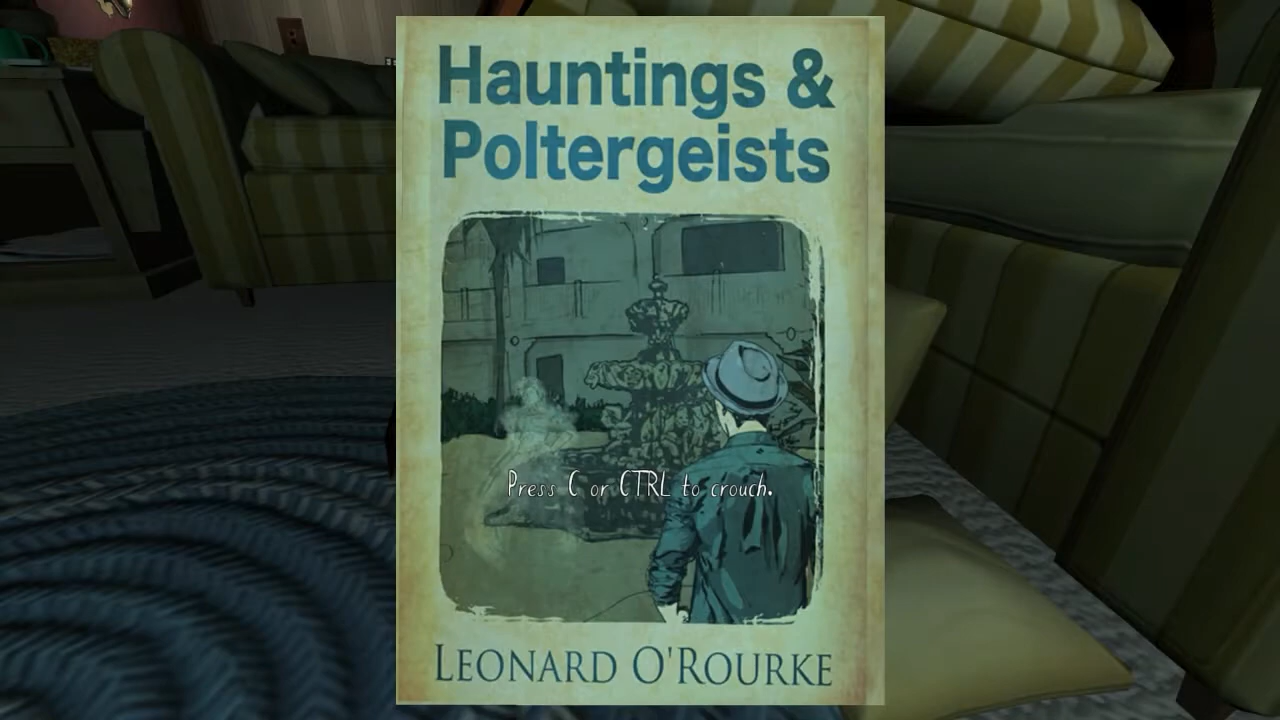 Hauntings &
Poltergeists
Press C or CTRL to crouch.
LEONARD O'ROURKE